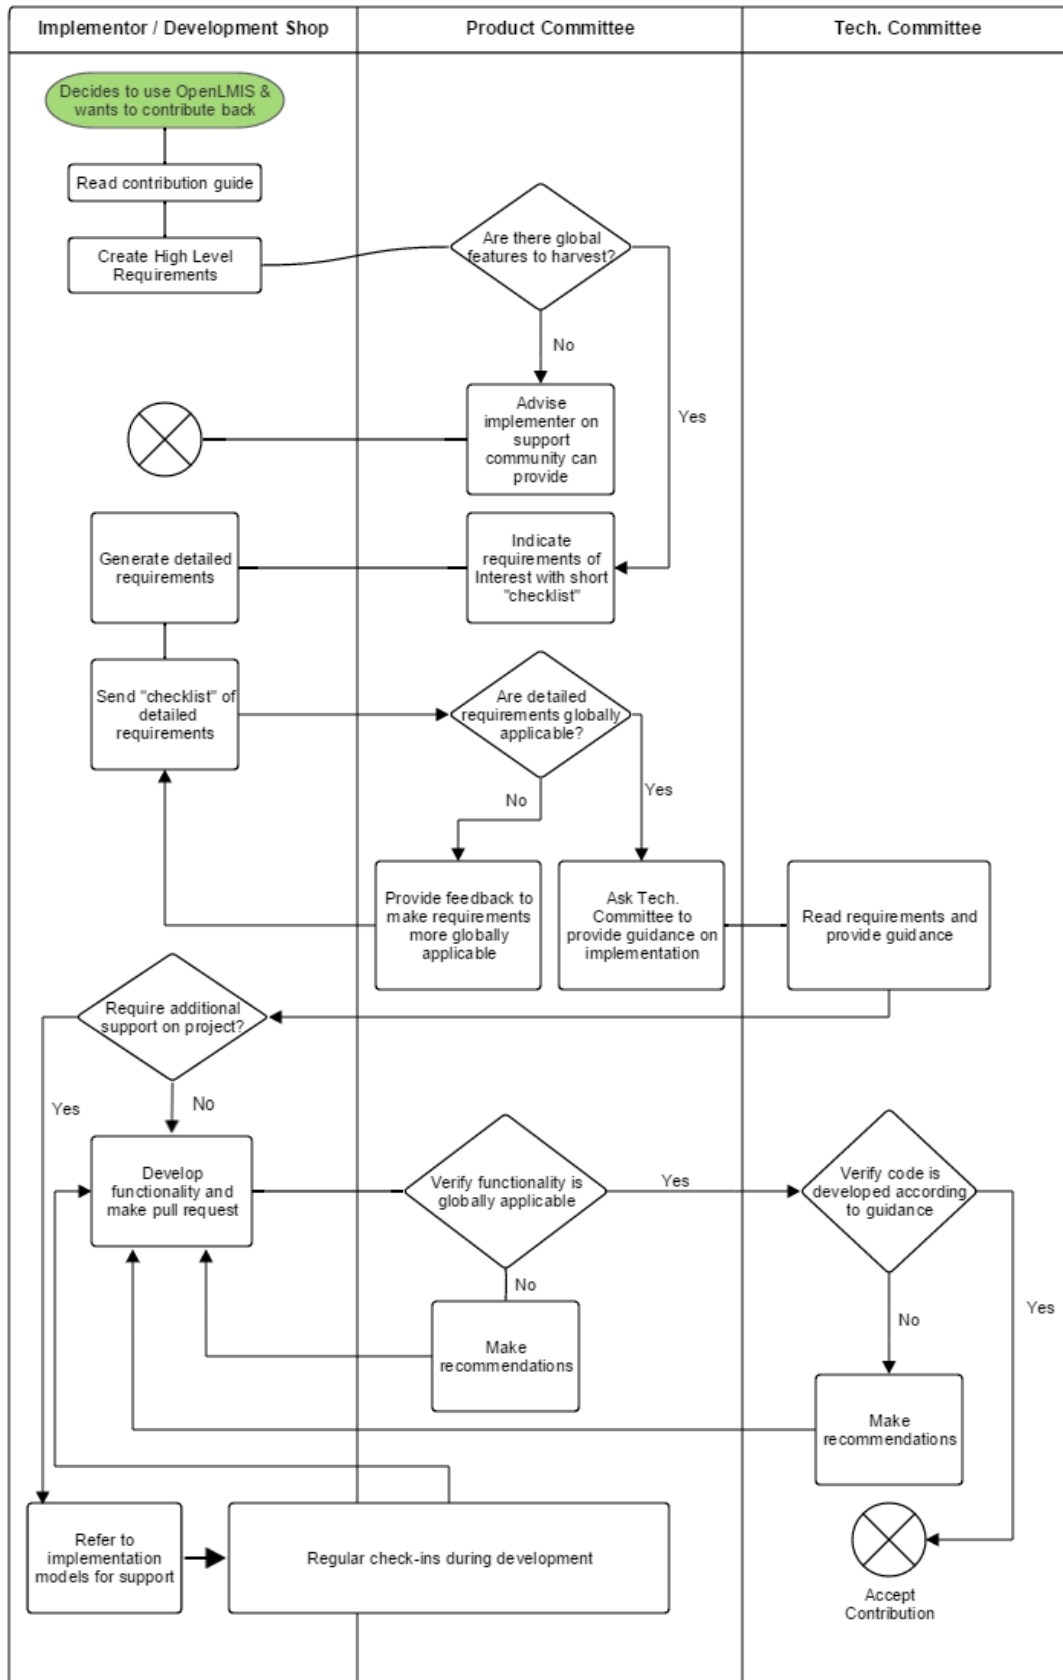 Implementor / Development Shop
Product Committee
Tech. Committee
Decides to use OpenLMIS &
wants to contribute back
Read contribution guide
Create High Level
Requirements
Are there global
features to harvest?
No
Yes
Advise
implementer on
support
community can
provide
Generate detailed
requirements
Indicate
requirements of
Interest with short
"checklist"
Send "checklist" of
detailed
requirements
Are detailed
requirements globally
applicable?
No
Yes
Provide feedback to
make requirements
more globally
applicable
Ask Tech.
Committee to
provide guidance on
implementation
Read requirements and
provide guidance
Require additional
support on project?
Yes
No
Develop
functionality and
make pull request
Verify functionality is
globally applicable
Yes
Verify code is
developed according
to guidance
No
Yes
No
Make
recommendations
Make
recommendations
Refer to
implementation
models for support
Regular check-ins during development
Accept
Contribution